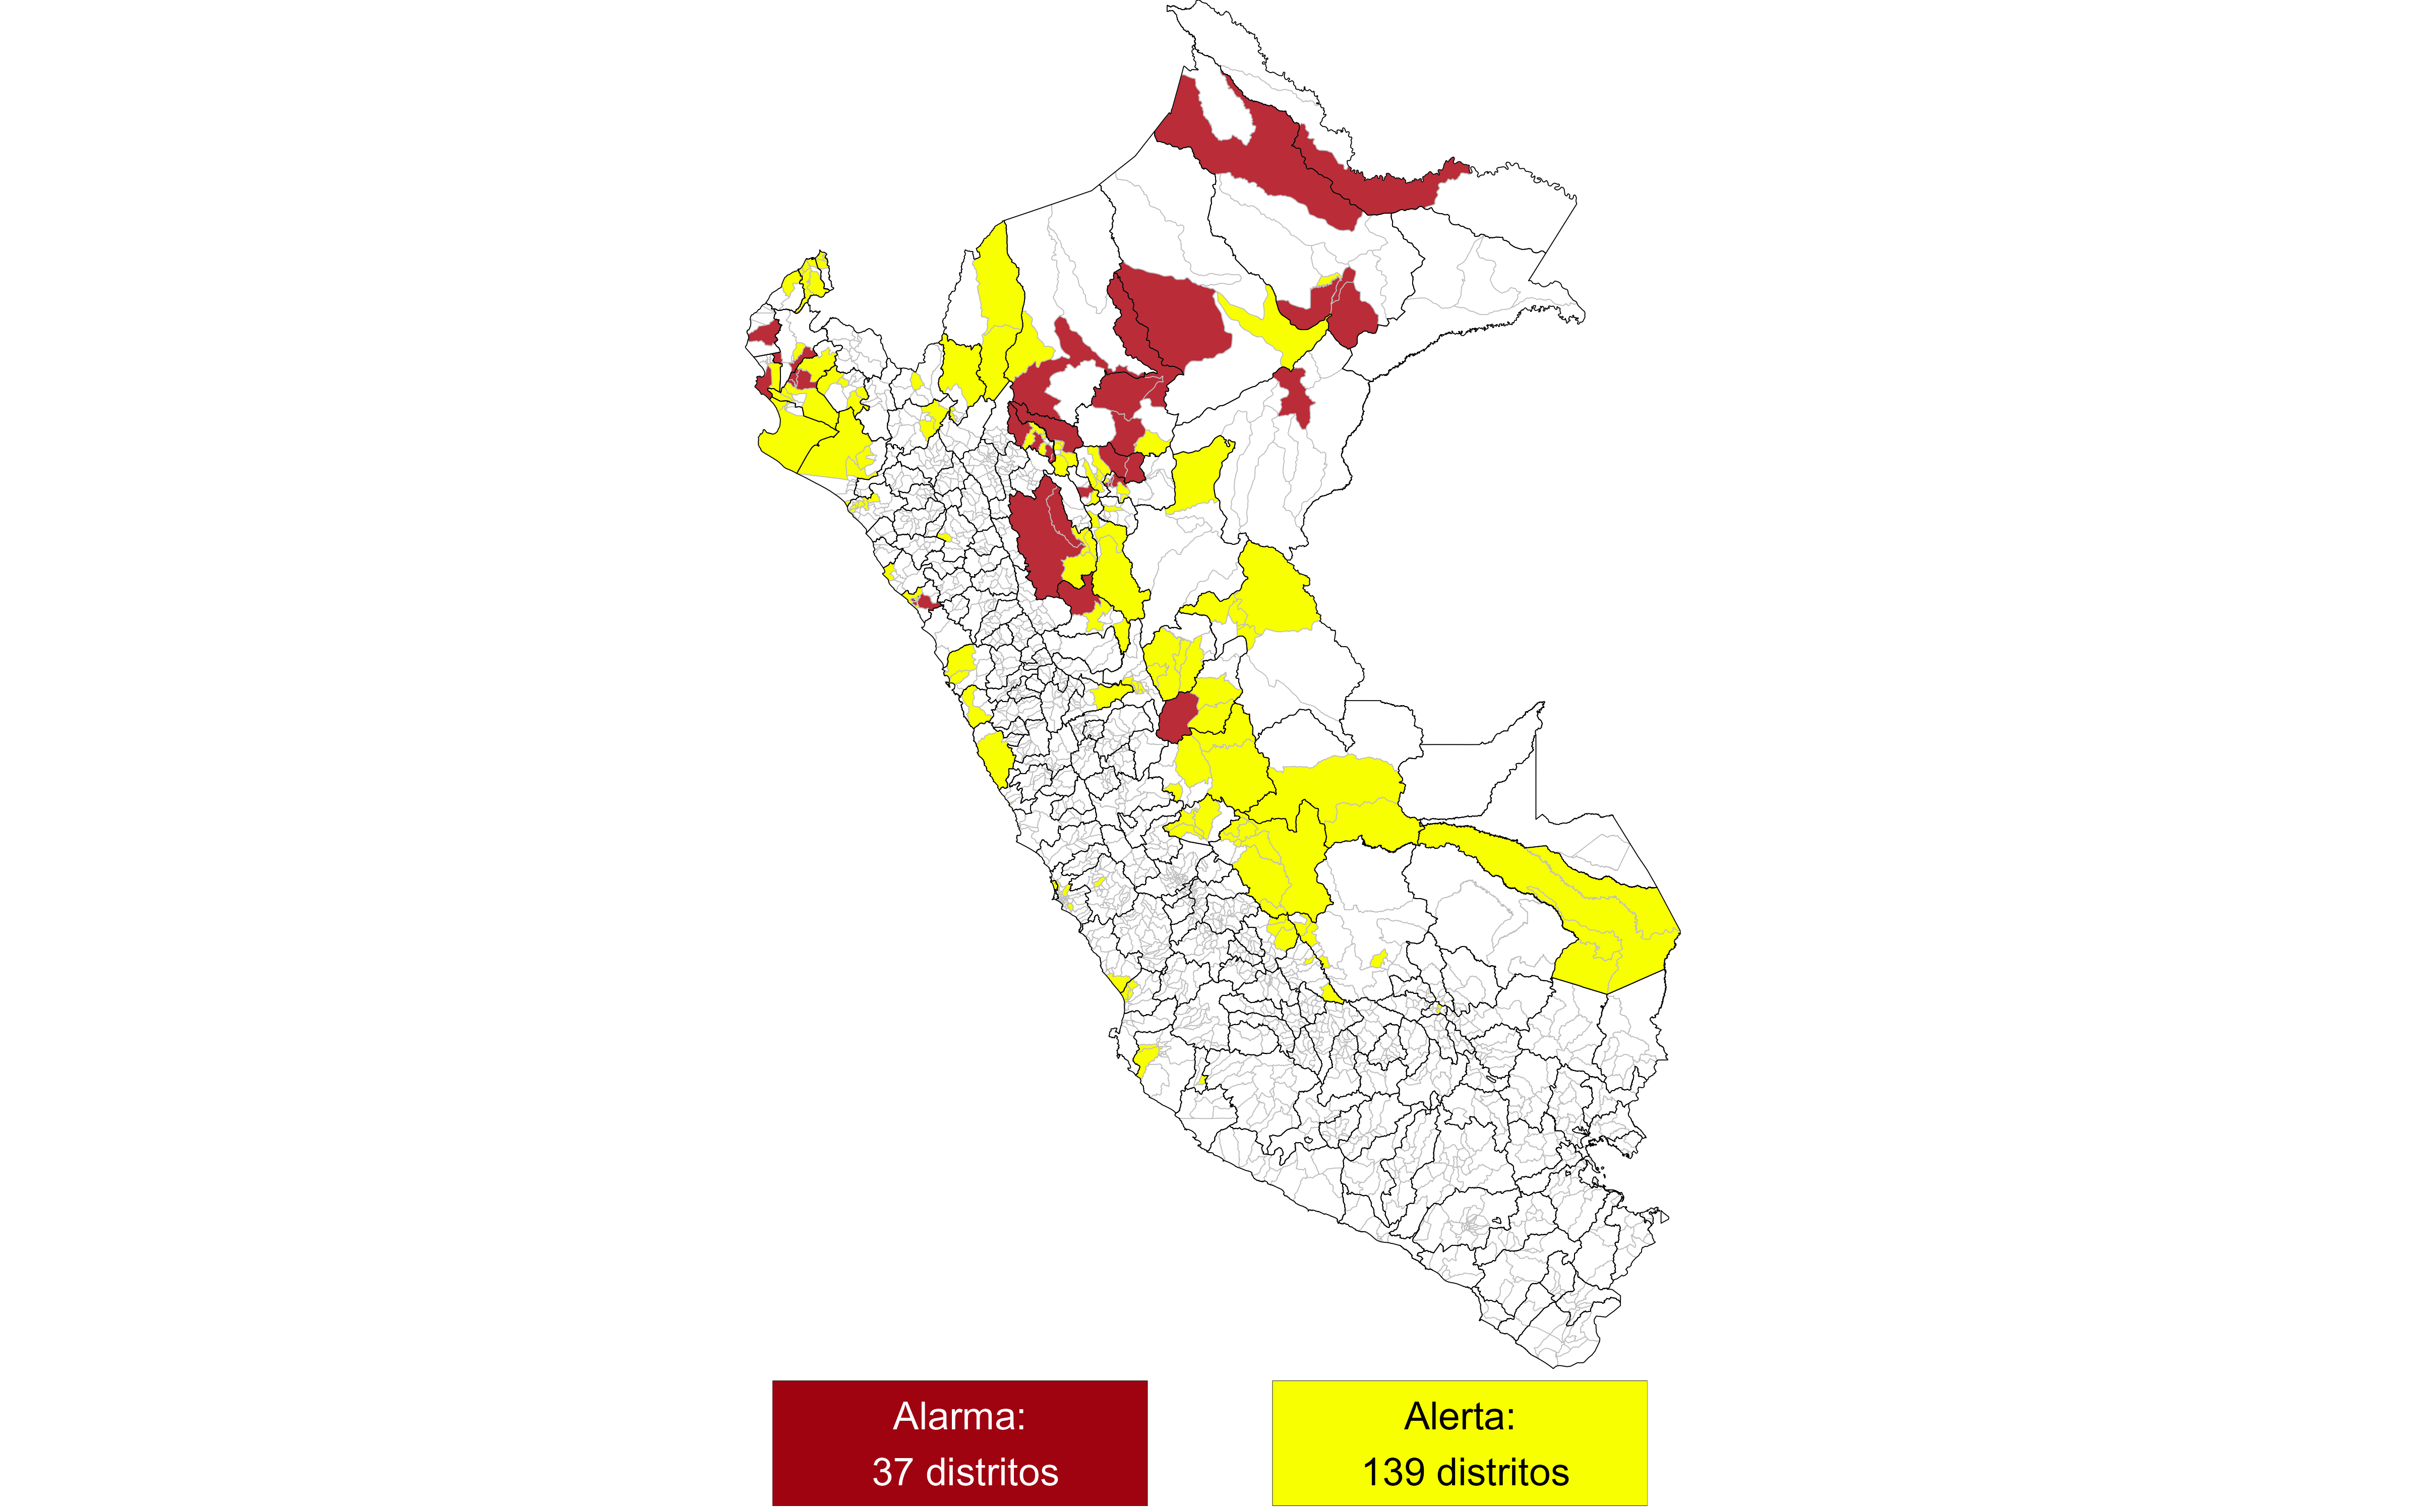 Alarma:
37 distritos
Alerta:
139 distritos